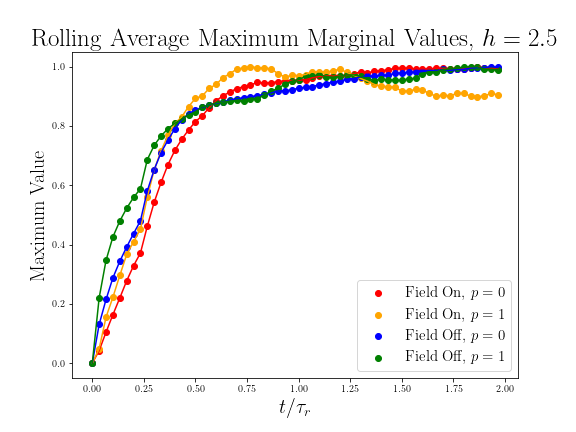 Rolling Average Maximum Marginal Values, h = 2.5
Maximum Value
1.0
0.8
0.6
0.4
0.2
0.0
Field On, p = 0
Field On, p = 1
Field Off, p = 0
Field Off, p = 1
0.00 0.25 0.50 0.75 1.00 1.25 1.50 1.75 2.00
t/τr